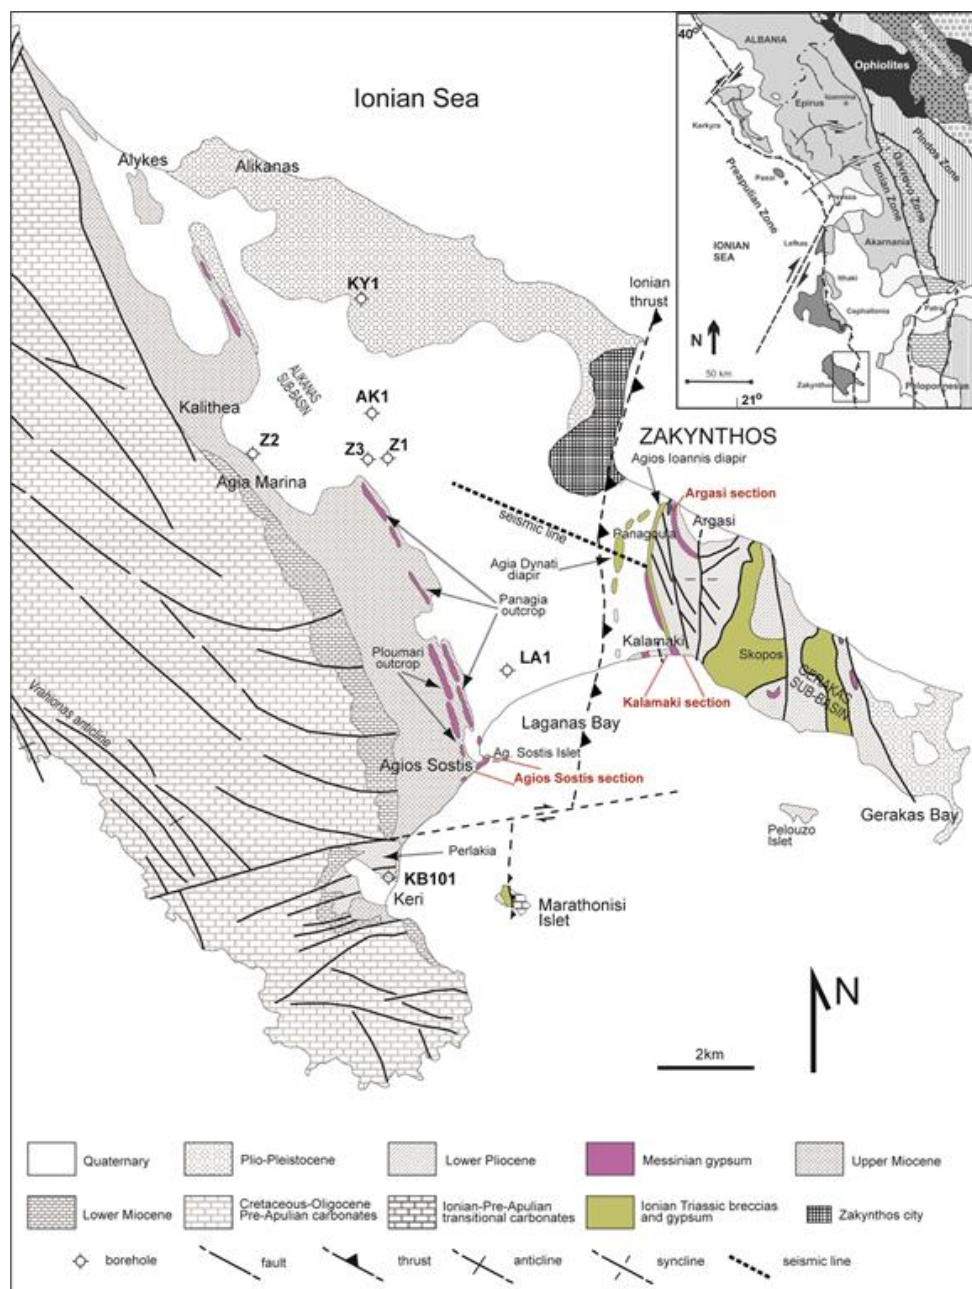 40°
ALBANIA
Ophiolites
Ioannina
Epirus
Kerkyra
Pindos Zone
Gavrovo Zone
Ionian Zone
Preapulian Zone
Paxoi
Preveza
Lefkas
Akarnania
IONIAN
SEA
Ithaki
Cephallonia
Patra
N
50 km
Zakynthos
Peloponnesus
21°
Ionian Sea
Alykes
Alikanas
KY1
Ionian
thrust
ALIKANAS
SUB-BASIN
Kalithea
AK1
Z2
Z3
Z1
Agia Marina
ZAKYNTHOS
Agios Ioannis diapir
Argasi section
Argasi
seismic line
Panagoula
Agia Dynati
diapir
Panagia
outcrop
Ploumari
outcrop
Kalamaki
Skopos
GERAKAS
SUB-BASIN
LA1
Kalamaki section
Vrahionas anticline
Laganas Bay
Ag. Sostis Islet
Agios Sostis
Agios Sostis section
Gerakas Bay
Pelouzo
Islet
Perlakia
KB101
Keri
Marathonisi
Islet
N
2km
Quaternary
Plio-Pleistocene
Lower Pliocene
Messinian gypsum
Upper Miocene
Lower Miocene
Cretaceous-Oligocene
Pre-Apulian carbonates
Ionian-Pre-Apulian
transitional carbonates
Ionian Triassic breccias
and gypsum
Zakynthos city
borehole
fault
thrust
anticline
syncline
seismic line